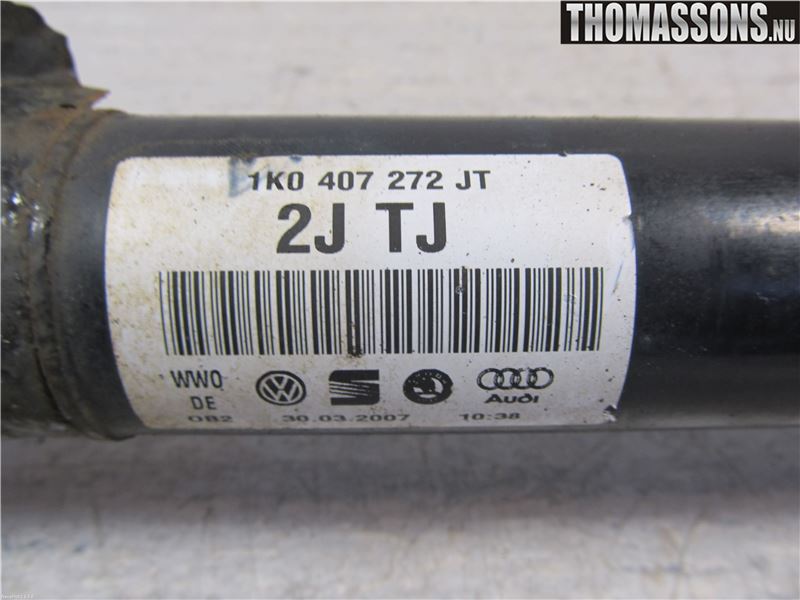 THOMASSONS.NU
1K0 407 272 JT
2J TJ
WWO
DE
Audi
OB2 30.03.2007 10:38